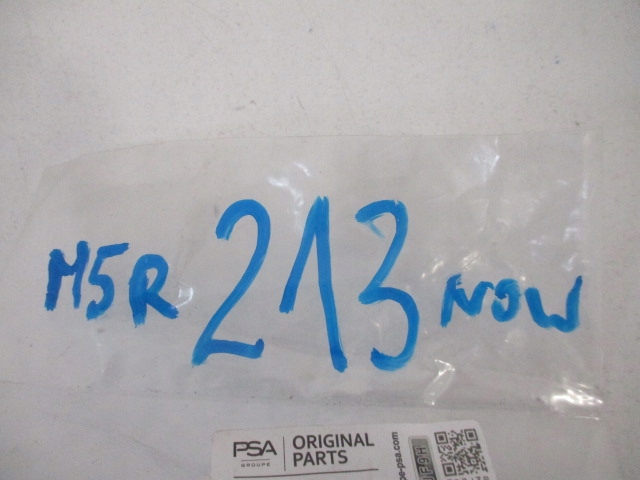 M5R 213 NOW
PSA ORIGINAL
GROUPE PARTS